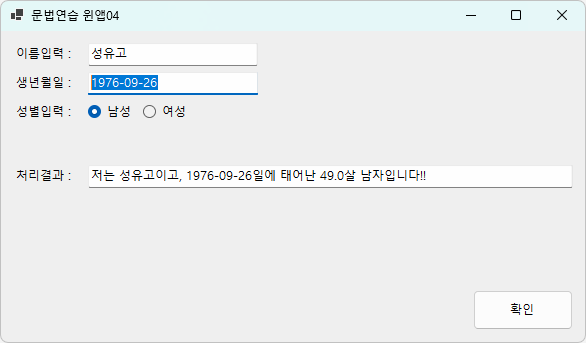 문법연습 윈앱04
이름입력 : 성유고
생년월일 : 1976-09-26
성별입력 : 남성 여성
처리결과 : 저는 성유고이고, 1976-09-26일에 태어난 49.0살 남자입니다!!
확인